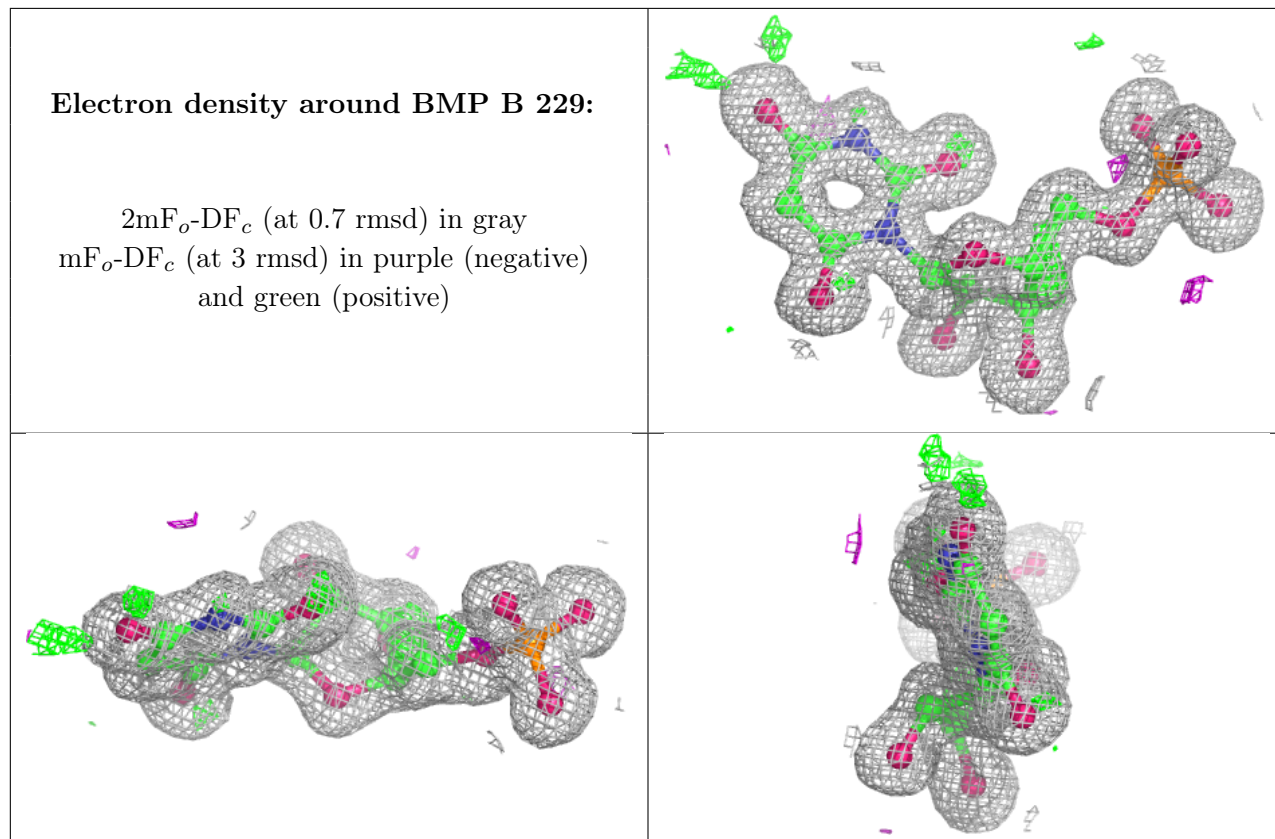 Electron density around BMP B 229:
2mFo-DFc (at 0.7 rmsd) in gray
mFo-DFc (at 3 rmsd) in purple (negative)
and green (positive)